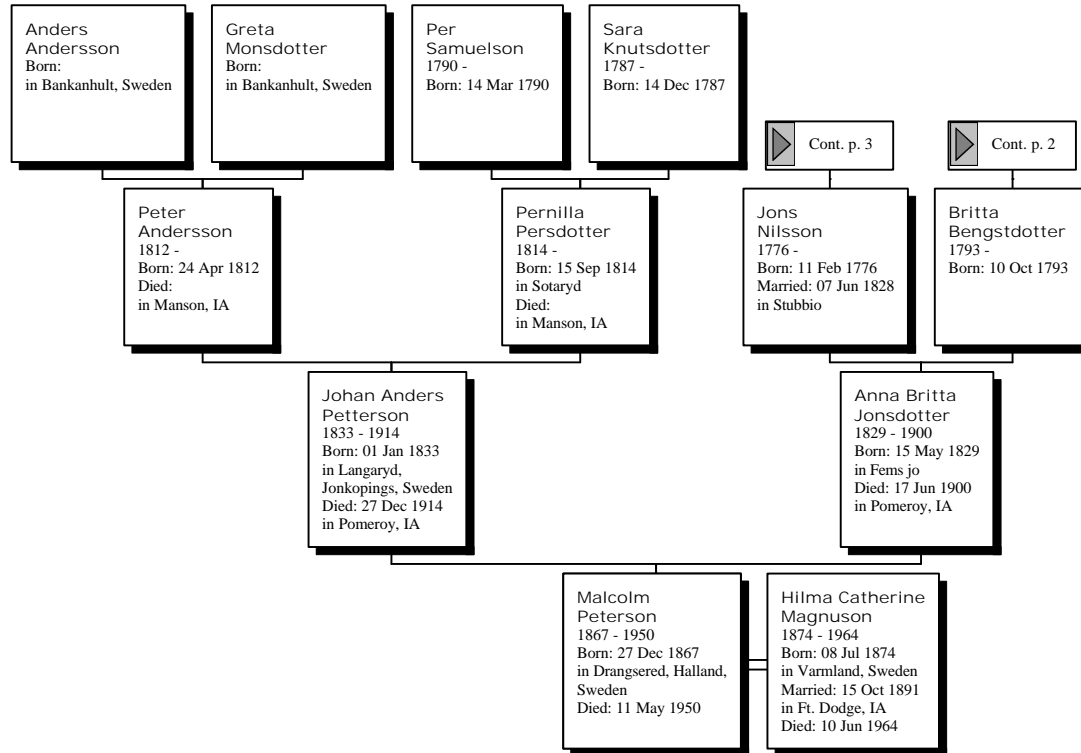 Anders
Andersson
Born:
in Bankanhult, Sweden
Greta
Monsdotter
Born:
in Bankanhult, Sweden
Per
Samuelson
1790 -
Born: 14 Mar 1790
Sara
Knutsdotter
1787 -
Born: 14 Dec 1787
Cont. p. 3
Cont. p. 2
Peter
Andersson
1812 -
Born: 24 Apr 1812
Died:
in Manson, IA
Pernilla
Persdotter
1814 -
Born: 15 Sep 1814
in Sotaryd
Died:
in Manson, IA
Jons
Nilsson
1776 -
Born: 11 Feb 1776
Married: 07 Jun 1828
in Stubbio
Britta
Bengstdotter
1793 -
Born: 10 Oct 1793
Johan Anders
Petterson
1833 - 1914
Born: 01 Jan 1833
in Langaryd,
Jonkopings, Sweden
Died: 27 Dec 1914
in Pomeroy, IA
Anna Britta
Jonsdotter
1829 - 1900
Born: 15 May 1829
in Fems jo
Died: 17 Jun 1900
in Pomeroy, IA
Malcolm
Peterson
1867 - 1950
Born: 27 Dec 1867
in Drangsered, Halland,
Sweden
Died: 11 May 1950
Hilma Catherine
Magnuson
1874 - 1964
Born: 08 Jul 1874
in Varmland, Sweden
Married: 15 Oct 1891
in Ft. Dodge, IA
Died: 10 Jun 1964